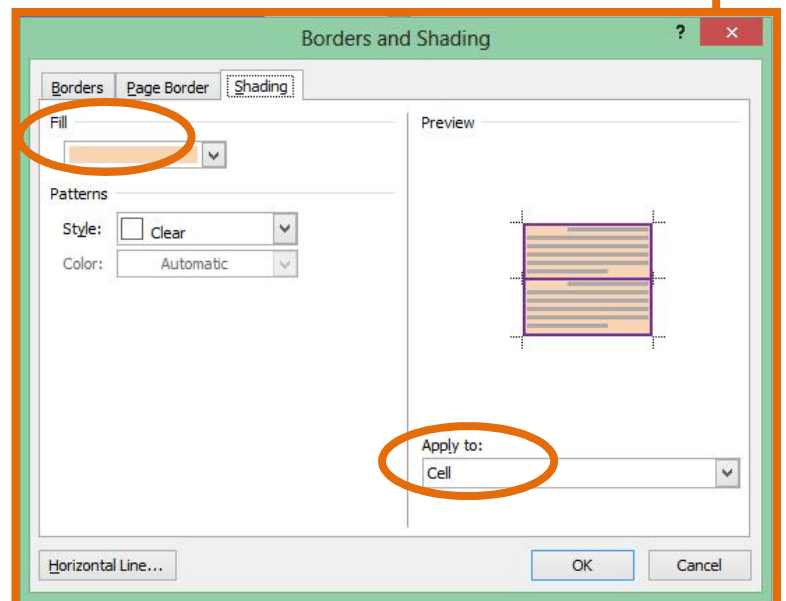 Borders and Shading ?
Borders Page Border Shading
Fill
Patterns
Style: Clear
Color: Automatic
Preview
Apply to:
Cell
Horizontal Line... OK Cancel